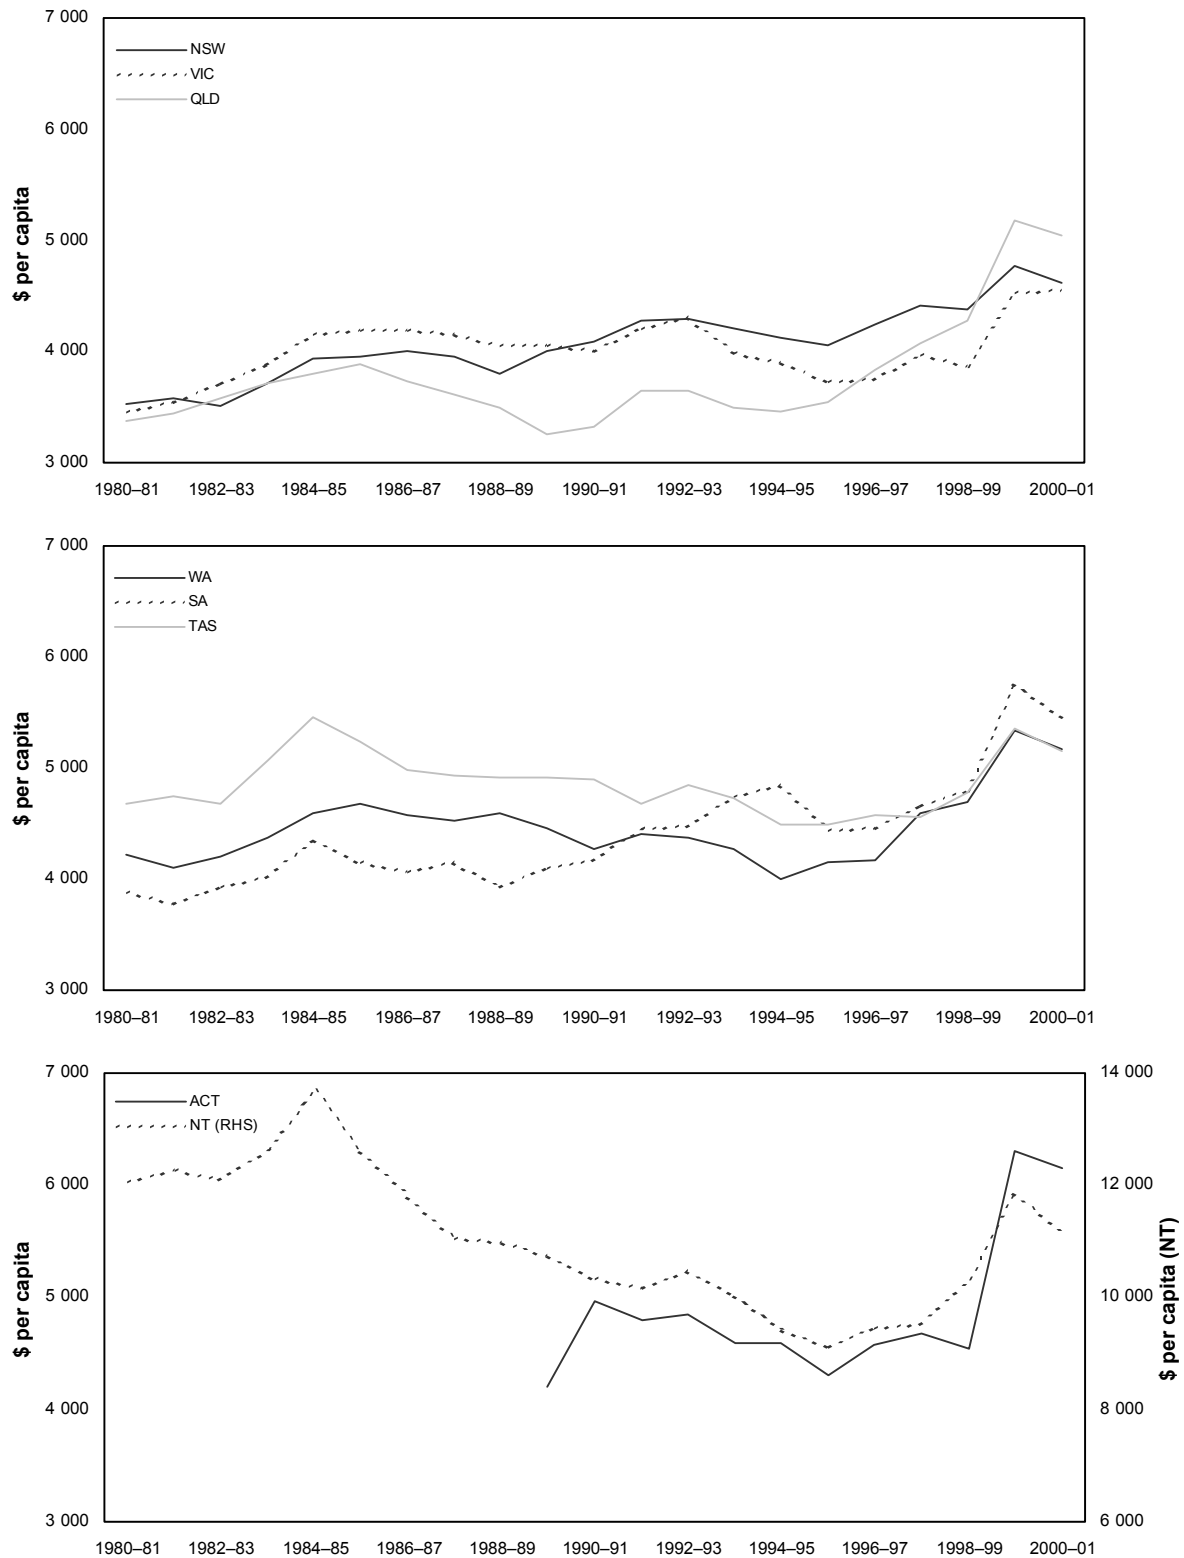 7 000
NSW
VIC
QLD
6 000
5 000
4 000
3 000
$ per capita
1980–81 1982–83 1984–85 1986–87 1988–89 1990–91 1992–93 1994–95 1996–97 1998–99 2000–01
7 000
WA
SA
TAS
6 000
5 000
4 000
3 000
$ per capita
1980–81 1982–83 1984–85 1986–87 1988–89 1990–91 1992–93 1994–95 1996–97 1998–99 2000–01
7 000 14 000
ACT
NT (RHS)
6 000 12 000
5 000 10 000
4 000 8 000
3 000 6 000
$ per capita
$ per capita (NT)
1980–81 1982–83 1984–85 1986–87 1988–89 1990–91 1992–93 1994–95 1996–97 1998–99 2000–01